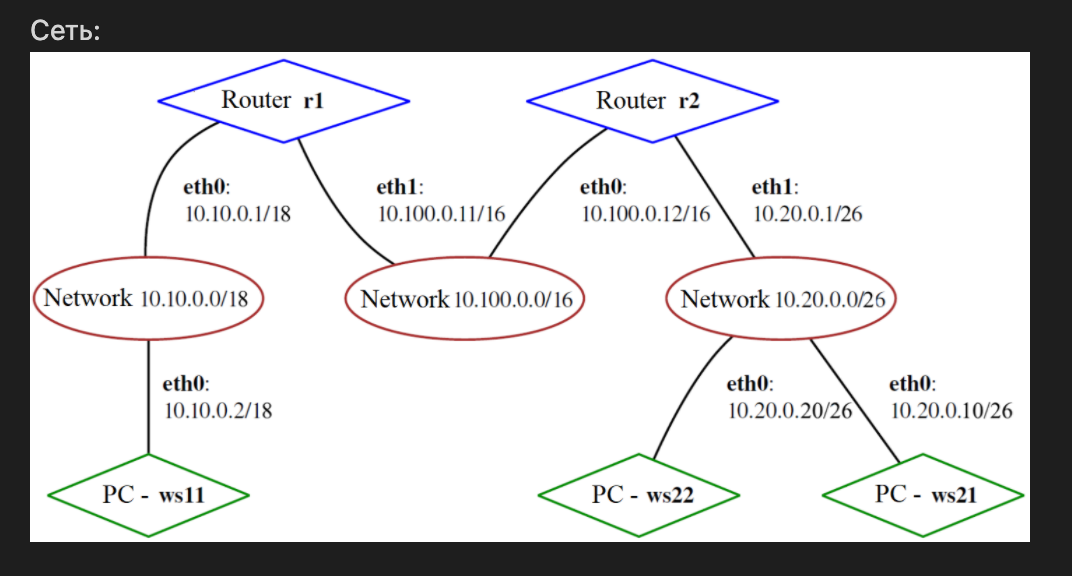 Сеть:
Router r1
Router r2
eth0:
10.10.0.1/18
eth1:
10.100.0.11/16
eth0:
10.100.0.12/16
eth1:
10.20.0.1/26
Network 10.10.0.0/18
Network 10.100.0.0/16
Network 10.20.0.0/26
eth0:
10.10.0.2/18
eth0:
10.20.0.20/26
eth0:
10.20.0.10/26
PC - ws11
PC - ws22
PC - ws21